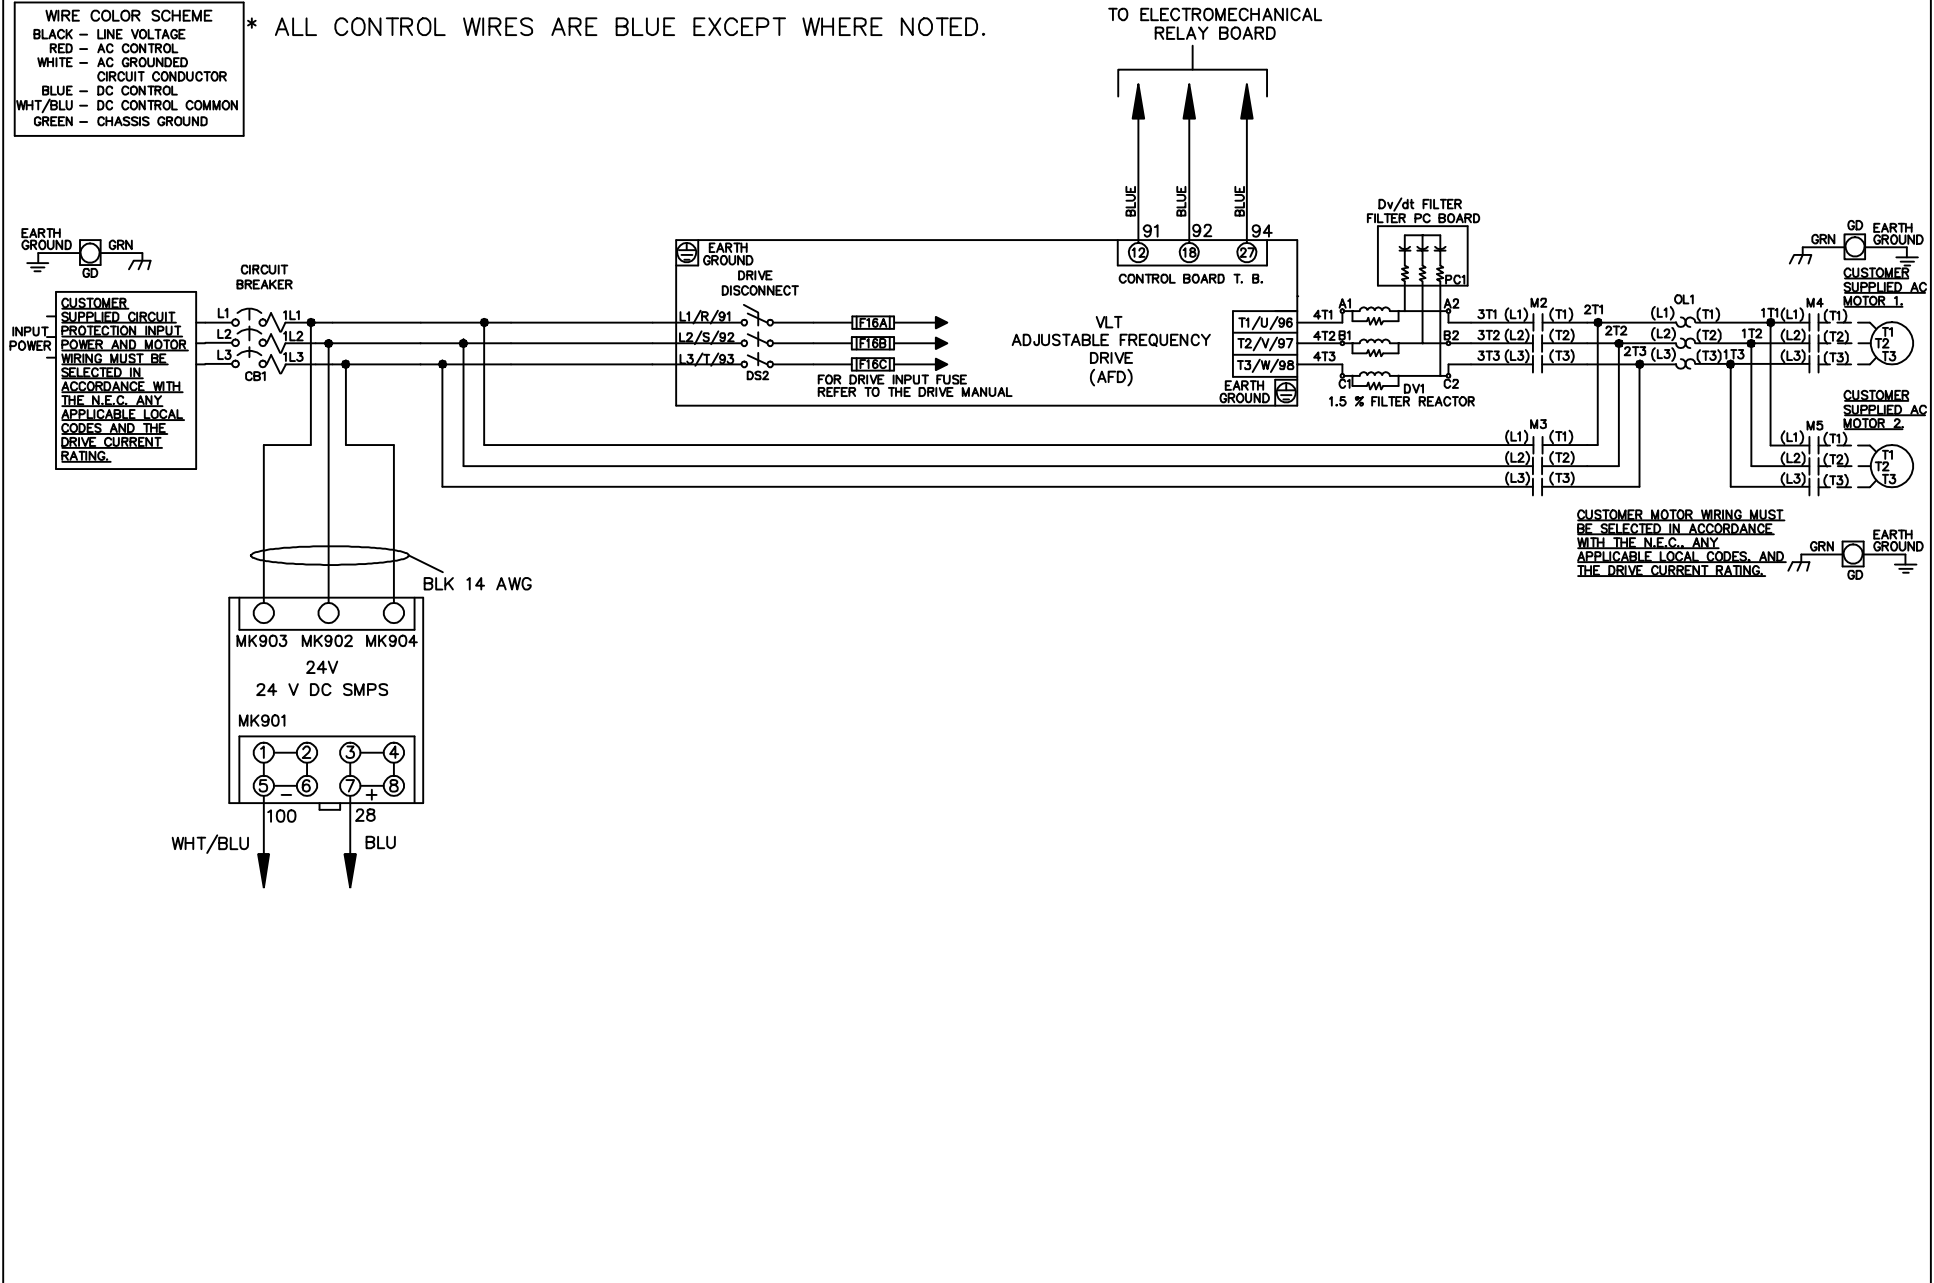 WIRE COLOR SCHEME
BLACK – LINE VOLTAGE
RED – AC CONTROL
WHITE – AC GROUNDED
CIRCUIT CONDUCTOR
BLUE – DC CONTROL
WHT/BLU – DC CONTROL COMMON
GREEN – CHASSIS GROUND
* ALL CONTROL WIRES ARE BLUE EXCEPT WHERE NOTED.
TO ELECTROMECHANICAL
RELAY BOARD
BLUE
BLUE
BLUE
91
92
94
12
18
27
CONTROL BOARD T. B.
EARTH
GROUND
GRN
GD
INPUT
POWER
CUSTOMER
SUPPLIED CIRCUIT
PROTECTION INPUT
POWER AND MOTOR
WIRING MUST BE
SELECTED IN
ACCORDANCE WITH
THE N.E.C. ANY
APPLICABLE LOCAL
CODES AND THE
DRIVE CURRENT
RATING.
CIRCUIT
BREAKER
L1
1L1
L2
1L2
L3
1L3
CB1
EARTH
GROUND
DRIVE
DISCONNECT
L1/R/91
L2/S/92
L3/T/93
DS2
F16A
F16B
F16C
FOR DRIVE INPUT FUSE
REFER TO THE DRIVE MANUAL
VLT
ADJUSTABLE FREQUENCY
DRIVE
(AFD)
T1/U/96
T2/V/97
T3/W/98
EARTH
GROUND
Dv/dt FILTER
FILTER PC BOARD
PC1
4T1
A1
A2
4T2
B1
B2
4T3
C1
C2
DV1
1.5 % FILTER REACTOR
M2
3T1 (L1) (T1) 2T1
3T2 (L2) (T2) 2T2
3T3 (L3) (T3) 2T3
OL1
(L1) (T1) 1T1
(L2) (T2) 1T2
(L3) (T3) 1T3
M4
(L1) (T1)
(L2) (T2)
(L3) (T3)
T1
T2
T3
GD
GRN
EARTH
GROUND
CUSTOMER
SUPPLIED AC
MOTOR 1.
M3
(L1) (T1)
(L2) (T2)
(L3) (T3)
CUSTOMER
SUPPLIED AC
MOTOR 2.
M5
(L1) (T1)
(L2) (T2)
(L3) (T3)
T1
T2
T3
CUSTOMER MOTOR WIRING MUST
BE SELECTED IN ACCORDANCE
WITH THE N.E.C., ANY
APPLICABLE LOCAL CODES, AND
THE DRIVE CURRENT RATING.
GRN
GD
EARTH
GROUND
BLK 14 AWG
MK903 MK902 MK904
24V
24 V DC SMPS
MK901
1 2 3 4
5 – 6 7 + 8
100
28
WHT/BLU
BLU